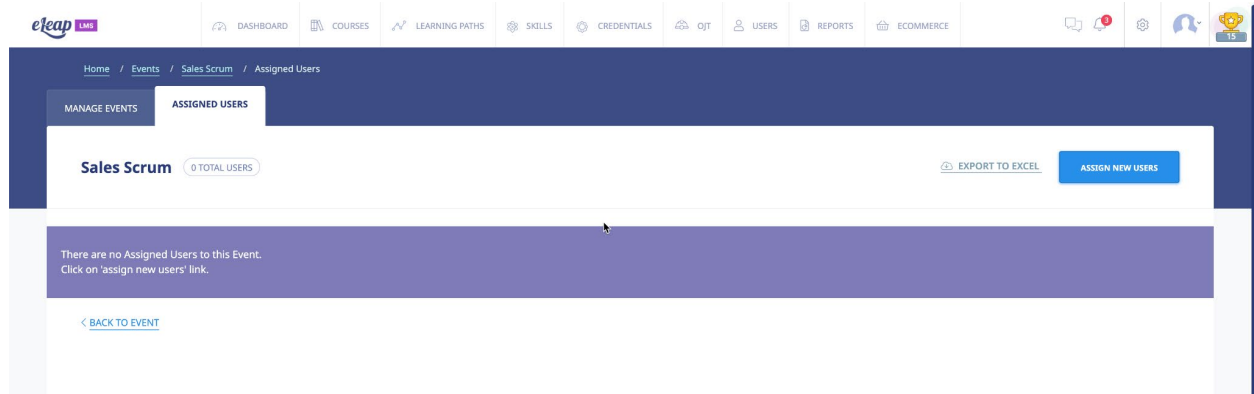 eLeap LMS DASHBOARD COURSES LEARNING PATHS SKILLS CREDENTIALS OJT USERS REPORTS ECOMMERCE 3 15
Home / Events / Sales Scrum / Assigned Users
MANAGE EVENTS ASSIGNED USERS
Sales Scrum 0 TOTAL USERS EXPORT TO EXCEL ASSIGN NEW USERS
There are no Assigned Users to this Event.
Click on 'assign new users' link.
< BACK TO EVENT